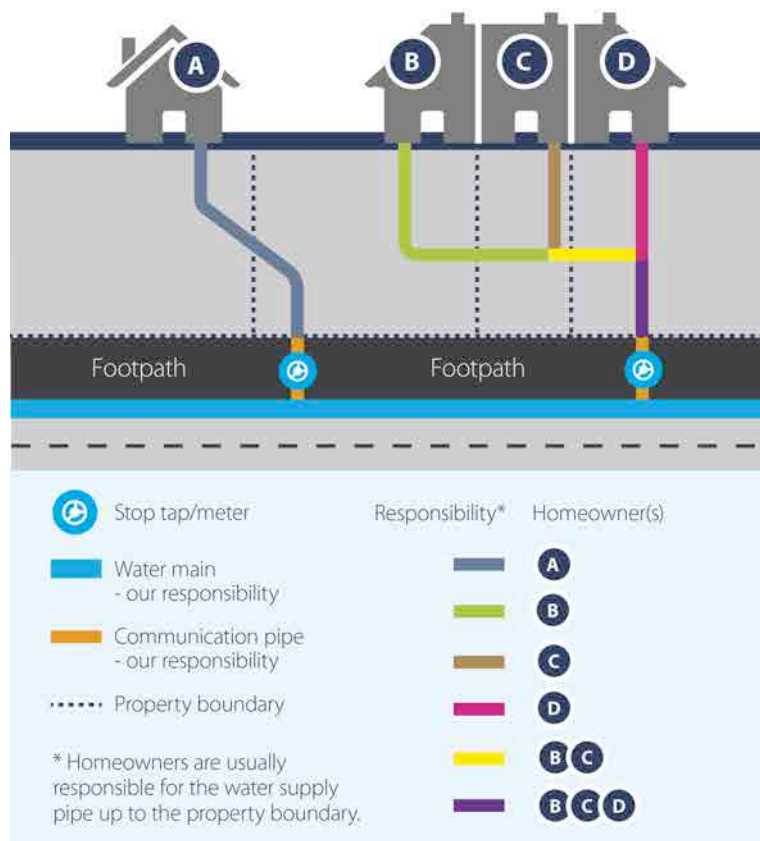 A
B
C
D
Footpath
Footpath
Stop tap/meter
Water main
- our responsibility
Communication pipe
- our responsibility
Property boundary
* Homeowners are usually
responsible for the water supply
pipe up to the property boundary.
Responsibility* Homeowner(s)
A
B
C
D
B C
B C D